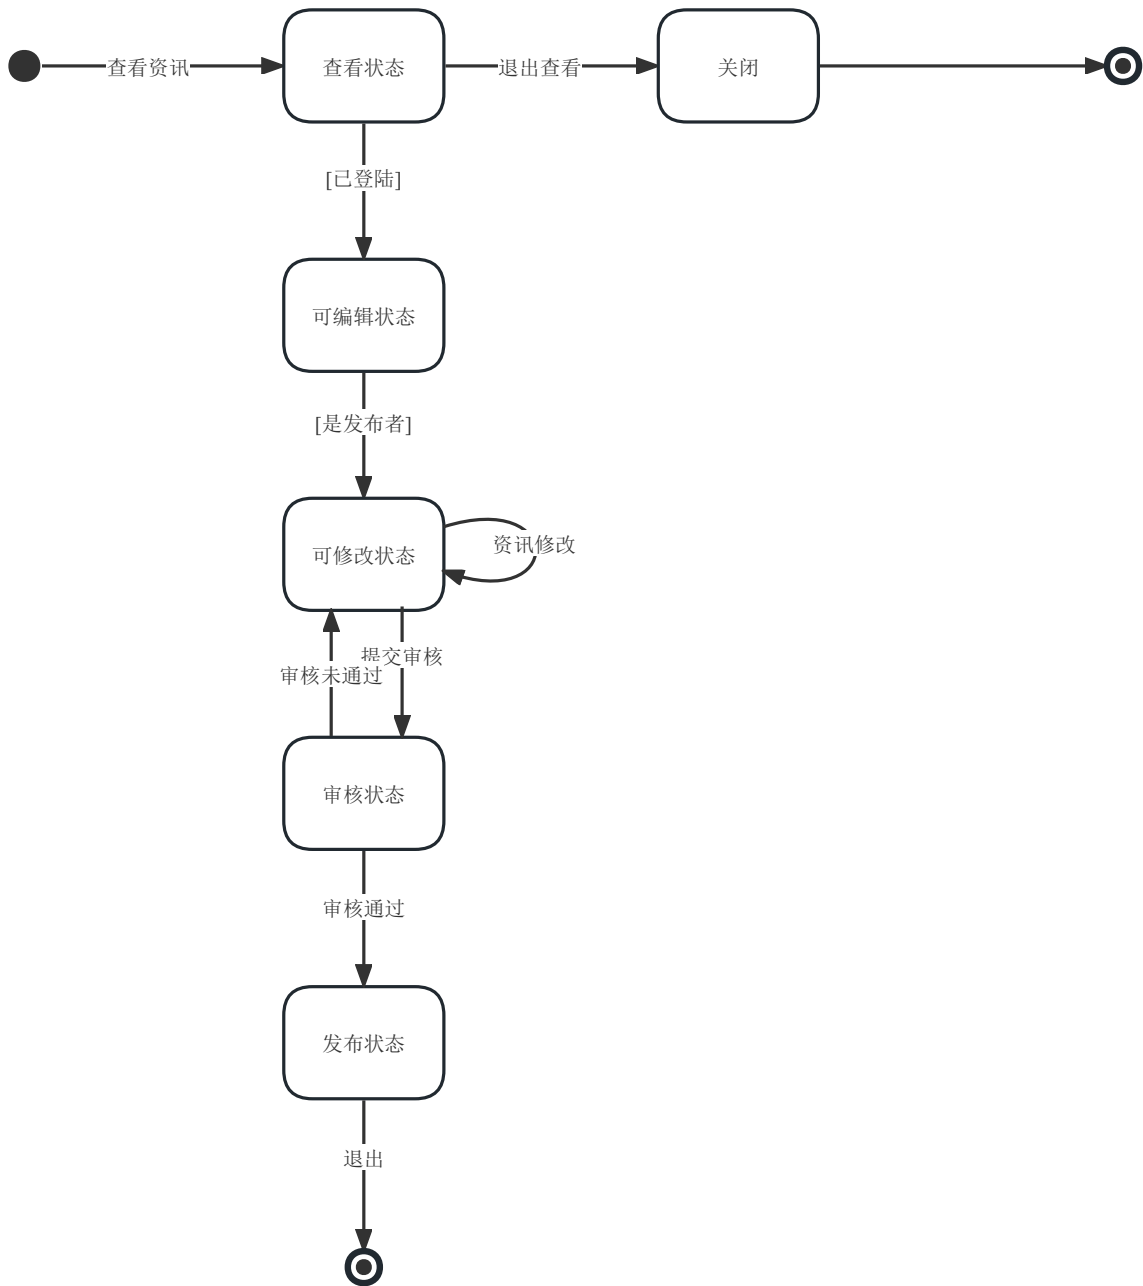 查看资讯
查看状态
退出查看
关闭
[已登陆]
可编辑状态
[是发布者]
可修改状态
资讯修改
提交审核
审核未通过
审核状态
审核通过
发布状态
退出